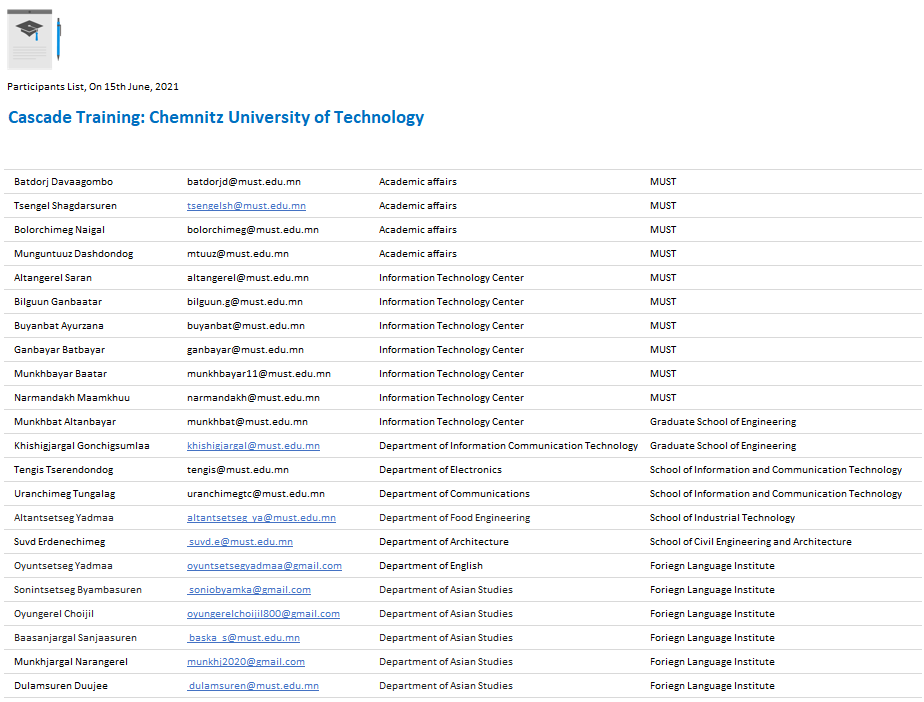 Participants List, On 15th June, 2021
Cascade Training: Chemnitz University of Technology
Batdorj Davaagombo batdorjd@must.edu.mn Academic affairs MUST
Tsengel Shagdarsuren tsengelsh@must.edu.mn Academic affairs MUST
Bolorchimeg Naigal bolorchimeg@must.edu.mn Academic affairs MUST
Munguntuuz Dashdondog mtuuz@must.edu.mn Academic affairs MUST
Altangerel Saran altangerel@must.edu.mn Information Technology Center MUST
Bilguun Ganbaatar bilguun.g@must.edu.mn Information Technology Center MUST
Buyanbat Ayurzana buyanbat@must.edu.mn Information Technology Center MUST
Ganbayar Batbayar ganbayar@must.edu.mn Information Technology Center MUST
Munkhbayar Baatar munkhbayar11@must.edu.mn Information Technology Center MUST
Narmandakh Maamkhuu narmandakh@must.edu.mn Information Technology Center MUST
Munkhbat Altanbayar munkhbat@must.edu.mn Information Technology Center Graduate School of Engineering
Khishigjargal Gonchigsumlaa khishigjargal@must.edu.mn Department of Information Communication Technology Graduate School of Engineering
Tengis Tserendondog tengis@must.edu.mn Department of Electronics School of Information and Communication Technology
Uranchimeg Tungalag uranchimegtc@must.edu.mn Department of Communications School of Information and Communication Technology
Altantsetseg Yadmaa altantsetseg_ya@must.edu.mn Department of Food Engineering School of Industrial Technology
Suvd Erdenechimeg suvd.e@must.edu.mn Department of Architecture School of Civil Engineering and Architecture
Oyuntsetseg Yadmaa oyuntsetsegyadmaa@gmail.com Department of English Foriegn Language Institute
Sonintsetseg Byambasuren soniobyamka@gmail.com Department of Asian Studies Foriegn Language Institute
Oyungerel Choijil oyungerelchoijil800@gmail.com Department of Asian Studies Foriegn Language Institute
Baasanjargal Sanjaasuren baska_s@must.edu.mn Department of Asian Studies Foriegn Language Institute
Munkhjargal Narangerel munkhj2020@gmail.com Department of Asian Studies Foriegn Language Institute
Dulamsuren Duujee dulamsuren@must.edu.mn Department of Asian Studies Foriegn Language Institute